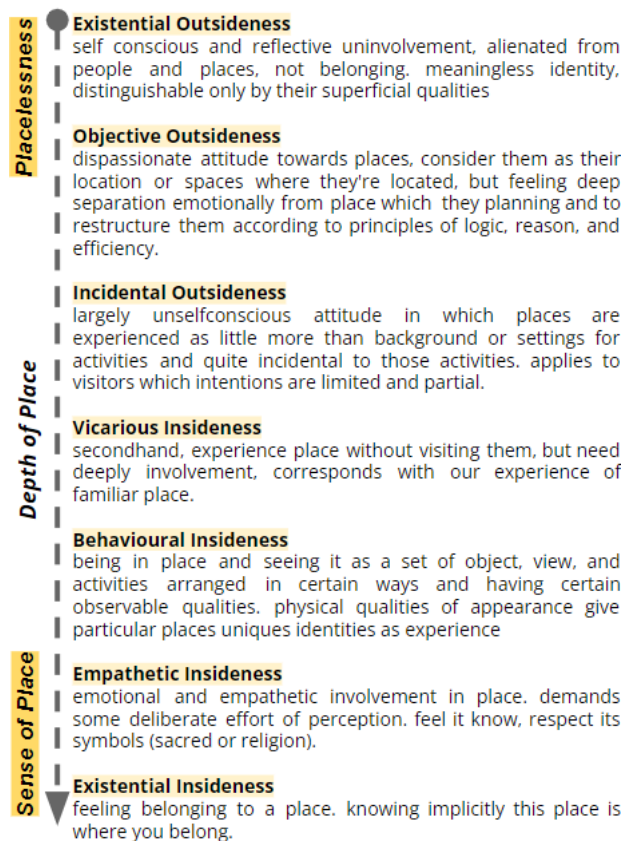 Placelessness
Depth of Place
Sense of Place
Existential Outsideness
self conscious and reflective uninvolvement, alienated from
people and places, not belonging. meaningless identity,
distinguishable only by their superficial qualities
Objective Outsideness
dispassionate attitude towards places, consider them as their
location or spaces where they're located, but feeling deep
separation emotionally from place which they planning and to
restructure them according to principles of logic, reason, and
efficiency.
Incidental Outsideness
largely unselfconscious attitude in which places are
experienced as little more than background or settings for
activities and quite incidental to those activities. applies to
visitors which intentions are limited and partial.
Vicarious Insideness
secondhand, experience place without visiting them, but need
deeply involvement, corresponds with our experience of
familiar place.
Behavioural Insideness
being in place and seeing it as a set of object, view, and
activities arranged in certain ways and having certain
observable qualities. physical qualities of appearance give
particular places uniques identities as experience
Empathetic Insideness
emotional and empathetic involvement in place. demands
some deliberate effort of perception. feel it know, respect its
symbols (sacred or religion).
Existential Insideness
feeling belonging to a place. knowing implicitly this place is
where you belong.